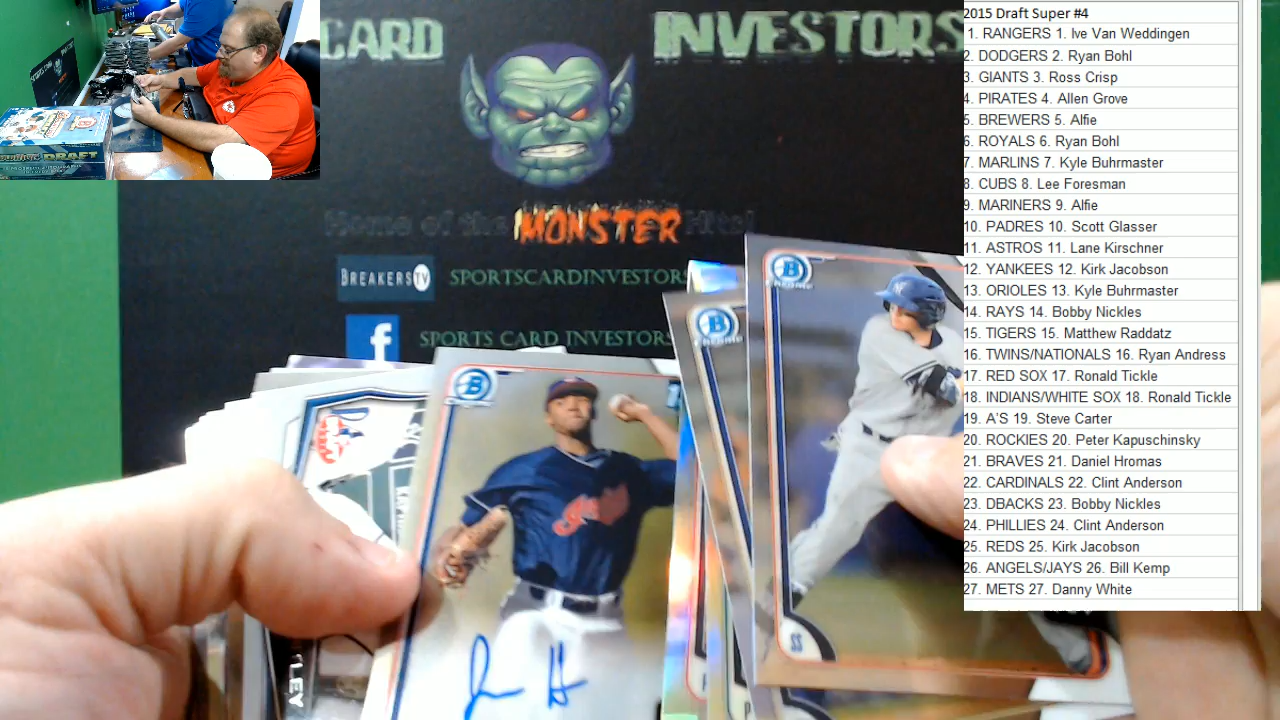 CARD INVESTORS
Home of the MONSTER Hits!
BREAKERS TV SPORTSCARDINVESTORS
f SPORTS CARD INVESTORS
2015 Draft Super #4
1. RANGERS 1. Ive Van Weddingen
2. DODGERS 2. Ryan Bohl
3. GIANTS 3. Ross Crisp
4. PIRATES 4. Allen Grove
5. BREWERS 5. Alfie
6. ROYALS 6. Ryan Bohl
7. MARLINS 7. Kyle Buhrmaster
8. CUBS 8. Lee Foresman
9. MARINERS 9. Alfie
10. PADRES 10. Scott Glasser
11. ASTROS 11. Lane Kirschner
12. YANKEES 12. Kirk Jacobson
13. ORIOLES 13. Kyle Buhrmaster
14. RAYS 14. Bobby Nickles
15. TIGERS 15. Matthew Raddatz
16. TWINS/NATIONALS 16. Ryan Andress
17. RED SOX 17. Ronald Tickle
18. INDIANS/WHITE SOX 18. Ronald Tickle
19. A'S 19. Steve Carter
20. ROCKIES 20. Peter Kapuschinsky
21. BRAVES 21. Daniel Hromas
22. CARDINALS 22. Clint Anderson
23. DBACKS 23. Bobby Nickles
24. PHILLIES 24. Clint Anderson
25. REDS 25. Kirk Jacobson
26. ANGELS/JAYS 26. Bill Kemp
27. METS 27. Danny White
DRAFT
B CHROME
B CHROME
B
SS
LEY